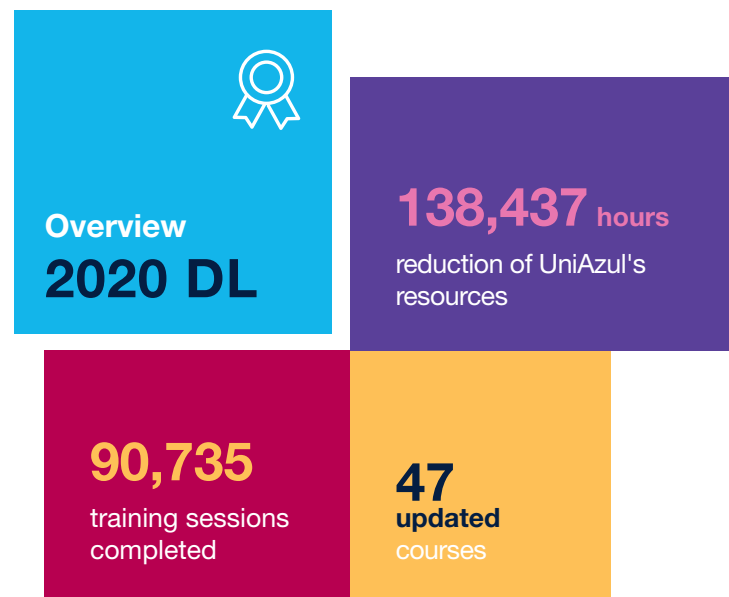 Overview
2020 DL
138,437 hours
reduction of UniAzul's
resources
90,735
training sessions
completed
47
updated
courses